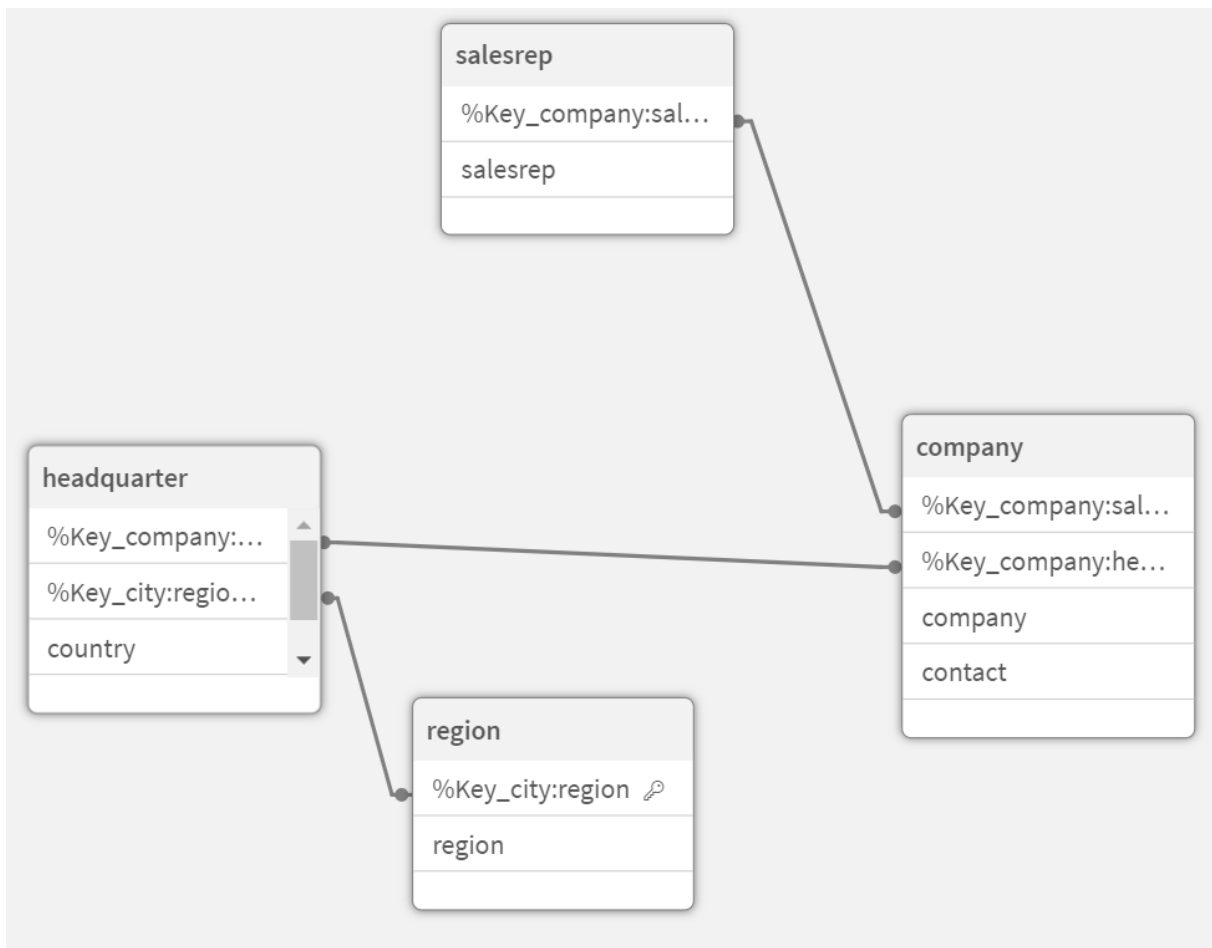 salesrep
%Key_company:sal...
salesrep
headquarter
%Key_company:...
%Key_city:regio...
country
company
%Key_company:sal...
%Key_company:he...
company
contact
region
%Key_city:region
region